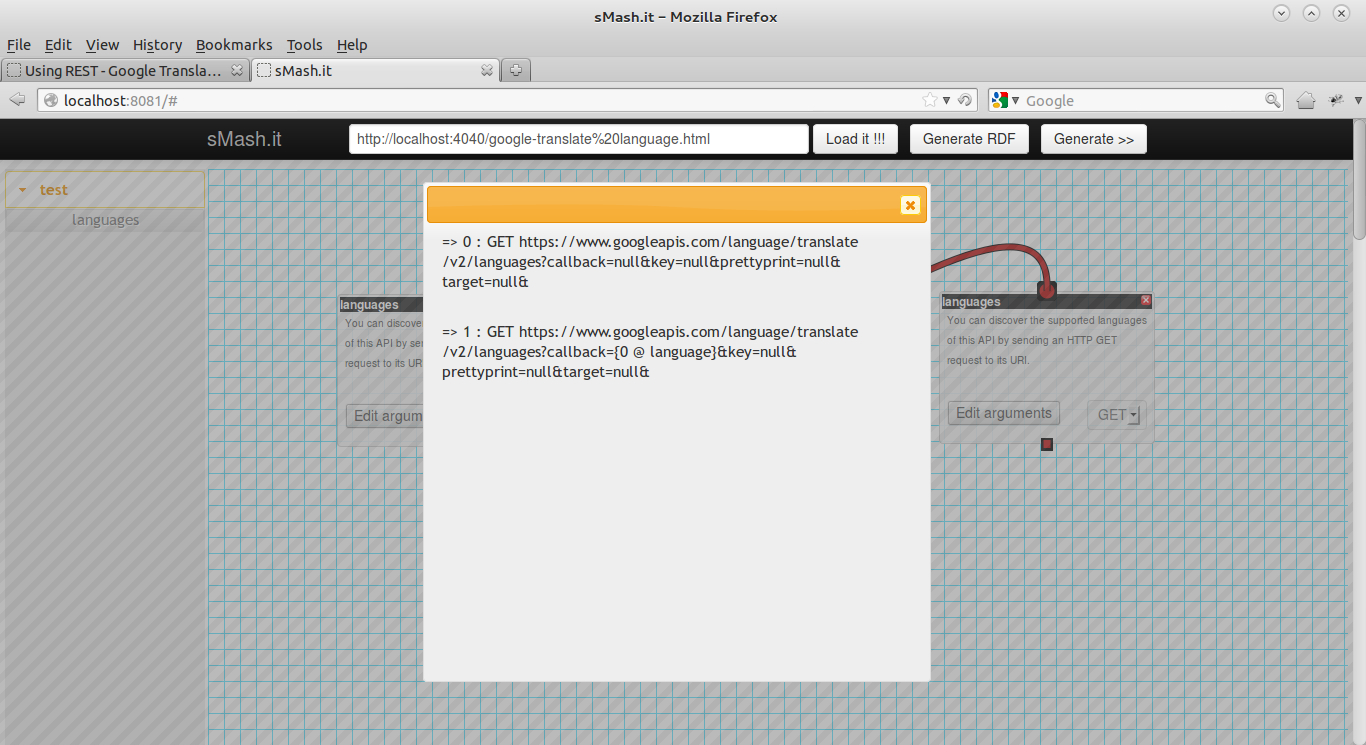 sMash.it - Mozilla Firefox
File Edit View History Bookmarks Tools Help
Using REST - Google Transla... sMash.it
localhost:8081/#
Google
sMash.it
http://localhost:4040/google-translate%20language.html
Load it !!!
Generate RDF
Generate >>
test
languages
=> 0 : GET https://www.googleapis.com/language/translate
/v2/languages?callback=null&key=null&prettyprint=null&
target=null&
=> 1 : GET https://www.googleapis.com/language/translate
/v2/languages?callback={0 @ language}&key=null&
prettyprint=null&target=null&
languages
You can discove
of this API by se
request to its UR
Edit argum
languages
You can discover the supported languages
of this API by sending an HTTP GET
request to its URI.
Edit arguments
GET